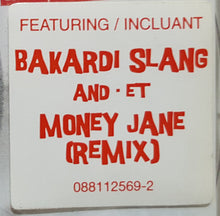 FEATURING / INCLUANT
BAKARDI SLANG
AND · ET
MONEY JANE
(REMIX)
088112569-2